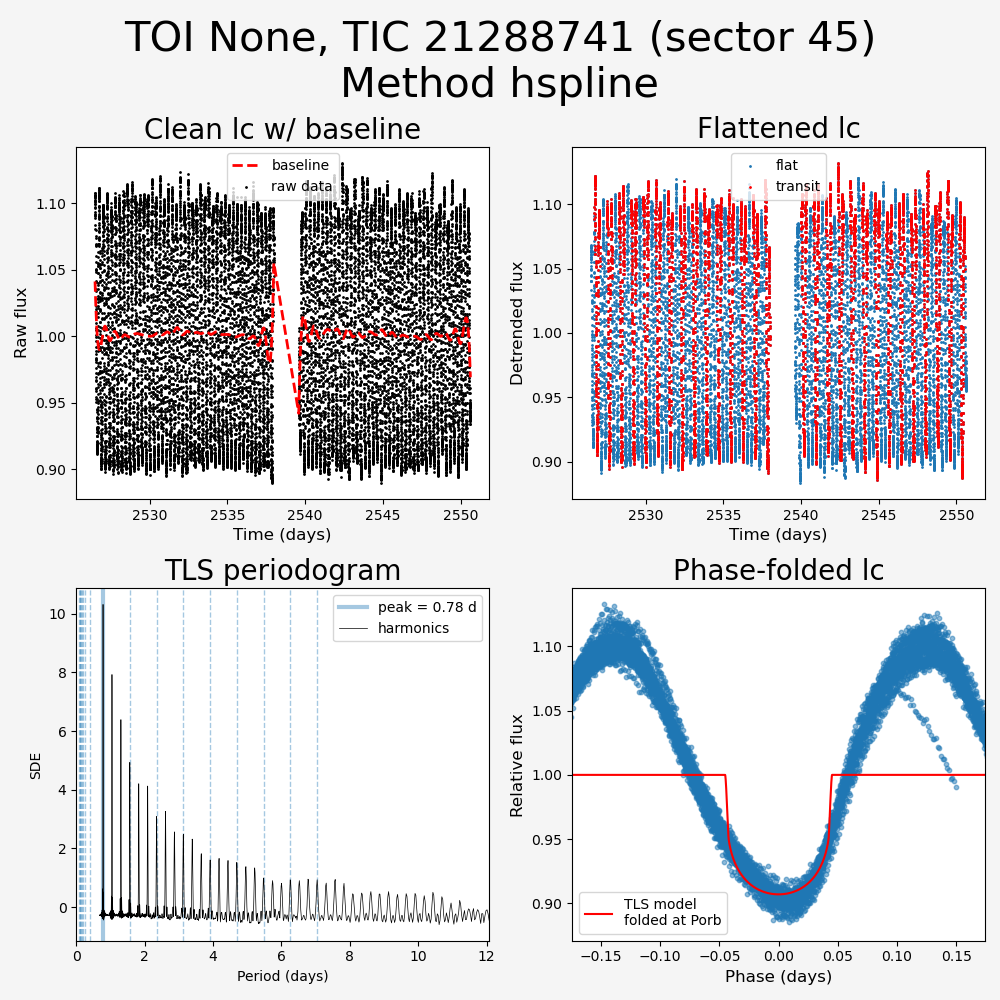 TOI None, TIC 21288741 (sector 45)
Method hspline
Clean lc w/ baseline
baseline
raw data
Raw flux
1.10
1.05
1.00
0.95
0.90
2530
2535
2540
2545
2550
Time (days)
Flattened lc
flat
transit
Detrended flux
1.10
1.05
1.00
0.95
0.90
2530
2535
2540
2545
2550
Time (days)
TLS periodogram
peak = 0.78 d
harmonics
SDE
10
8
6
4
2
0
0
2
4
6
8
10
12
Period (days)
Phase-folded lc
Relative flux
1.10
1.05
1.00
0.95
0.90
TLS model
folded at Porb
−0.15
−0.10
−0.05
0.00
0.05
0.10
0.15
Phase (days)